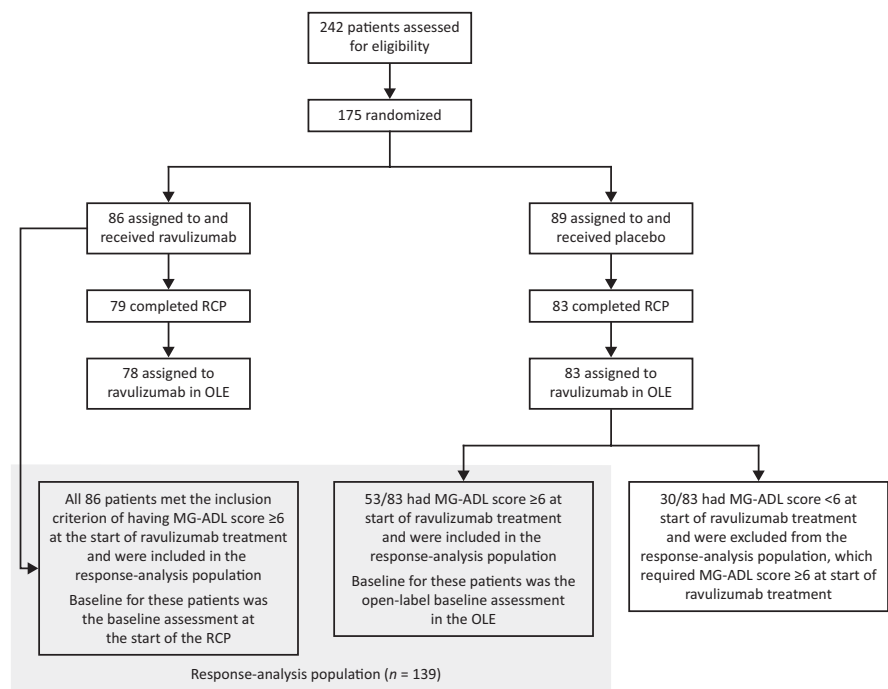 242 patients assessed
for eligibility
175 randomized
86 assigned to and
received ravulizumab
89 assigned to and
received placebo
79 completed RCP
83 completed RCP
78 assigned to
ravulizumab in OLE
83 assigned to
ravulizumab in OLE
All 86 patients met the inclusion
criterion of having MG-ADL score ≥6
at the start of ravulizumab treatment
and were included in the
response-analysis population
Baseline for these patients was
the baseline assessment at
the start of the RCP
53/83 had MG-ADL score ≥6 at
start of ravulizumab treatment
and were included in the
response-analysis population
Baseline for these patients was the
open-label baseline assessment
in the OLE
30/83 had MG-ADL score <6 at
start of ravulizumab treatment
and were excluded from the
response-analysis population, which
required MG-ADL score ≥6 at start of
ravulizumab treatment
Response-analysis population (n = 139)